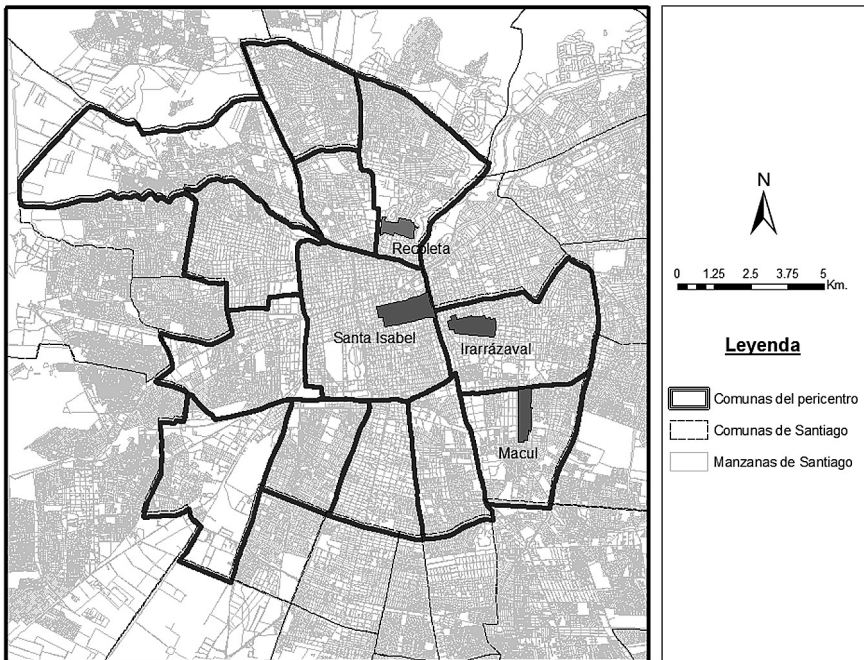 Recoleta
Santa Isabel
Irarrázaval
Macul
N
0 1.25 2.5 3.75 5
Km.
Leyenda
Comunas del pericentro
Comunas de Santiago
Manzanas de Santiago